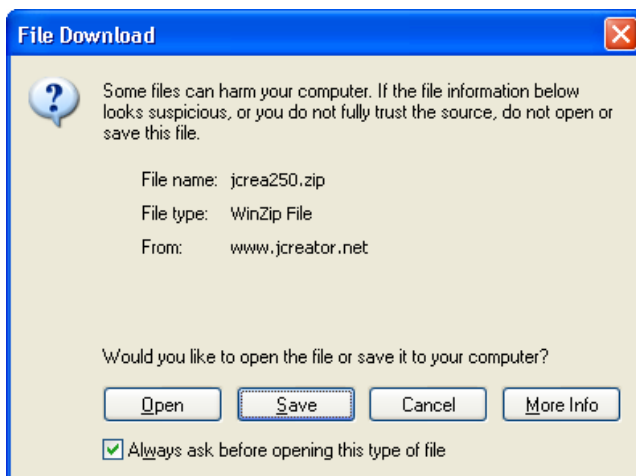 File Download
Some files can harm your computer. If the file information below
looks suspicious, or you do not fully trust the source, do not open or
save this file.
File name: jcrea250.zip
File type: WinZip File
From: www.jcreator.net
Would you like to open the file or save it to your computer?
Open Save Cancel More Info
Always ask before opening this type of file